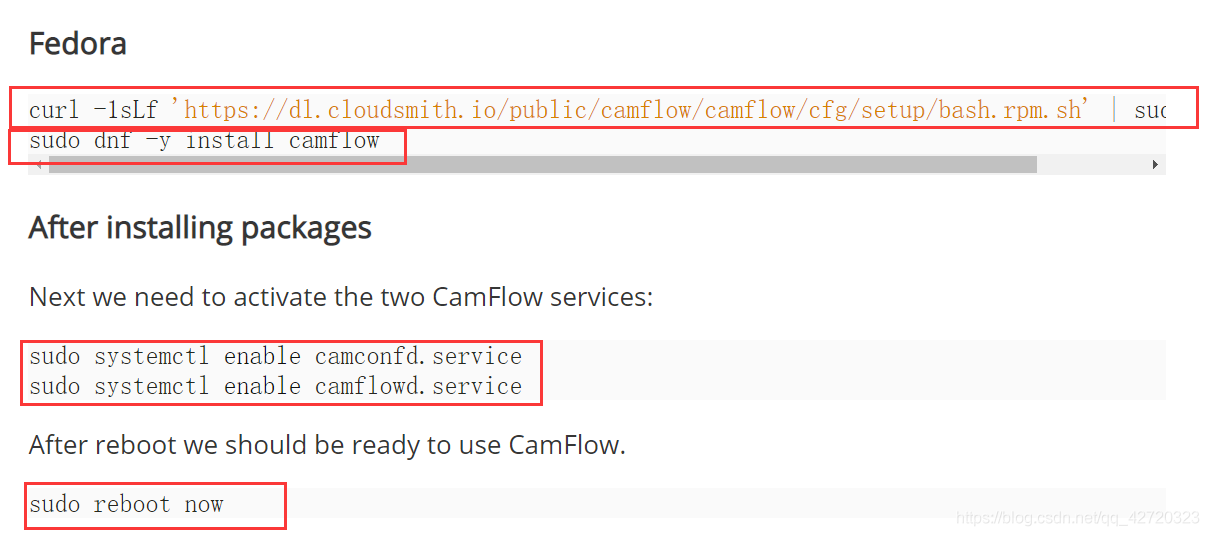 Fedora
curl -1sLf 'https://dl.cloudsmith.io/public/camflow/camflow/cfg/setup/bash.rpm.sh' | sud
sudo dnf -y install camflow
After installing packages
Next we need to activate the two CamFlow services:
sudo systemctl enable camconfd.service
sudo systemctl enable camflowd.service
After reboot we should be ready to use CamFlow.
sudo reboot now
https://blog.csdn.net/qq_42720323